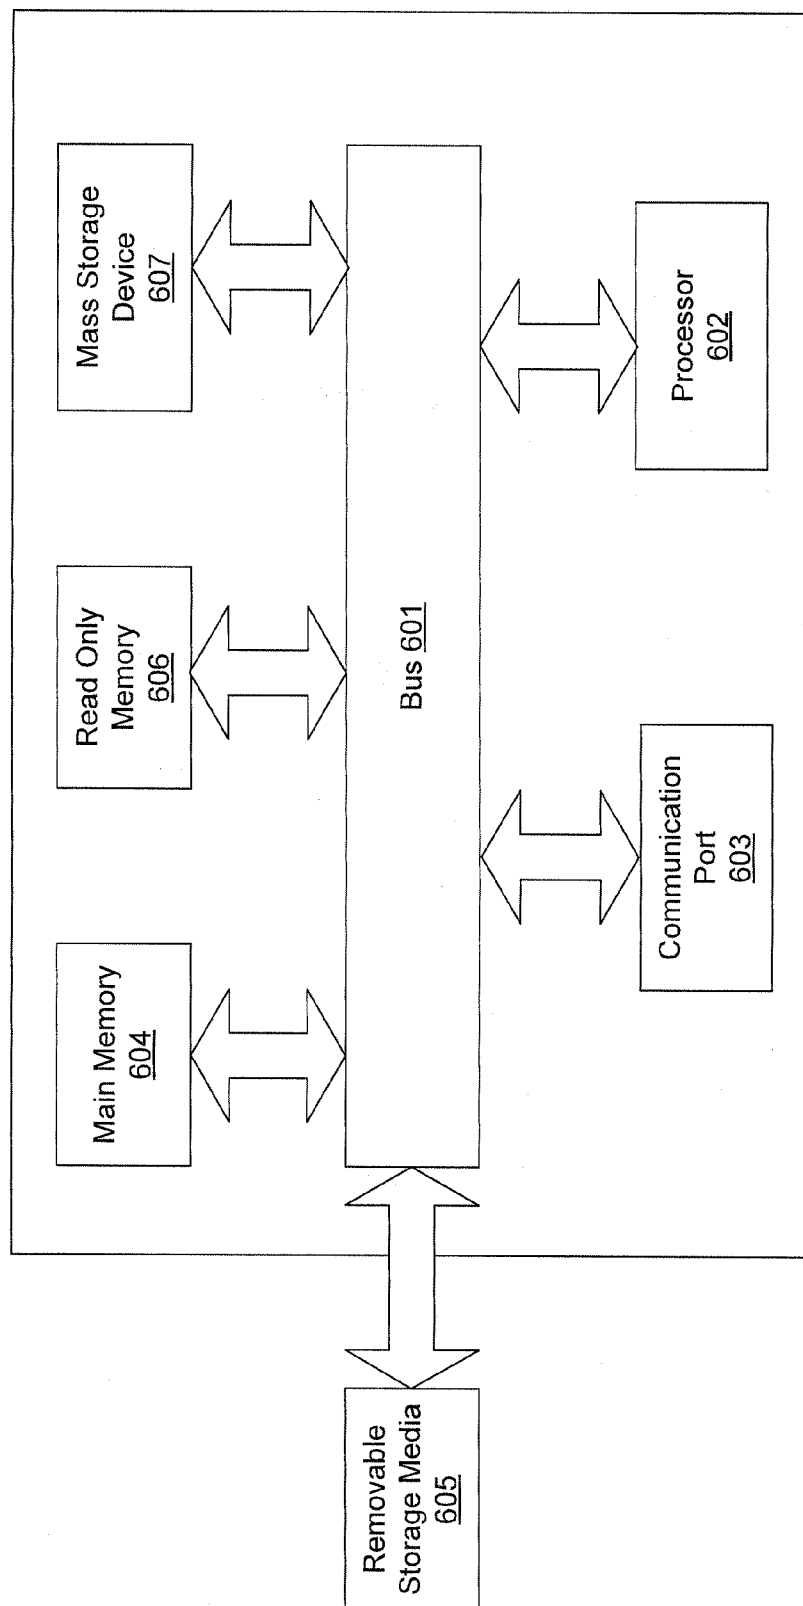 Main Memory
604
Read Only
Memory
606
Mass Storage
Device
607
Removable
Storage Media
605
Bus 601
Communication
Port
603
Processor
602